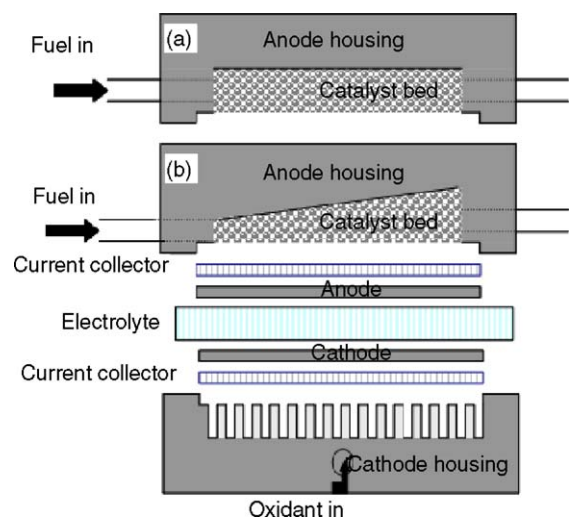 (a)
Anode housing
Fuel in
Catalyst bed
(b)
Anode housing
Fuel in
Catalyst bed
Current collector
Anode
Electrolyte
Cathode
Current collector
Cathode housing
Oxidant in